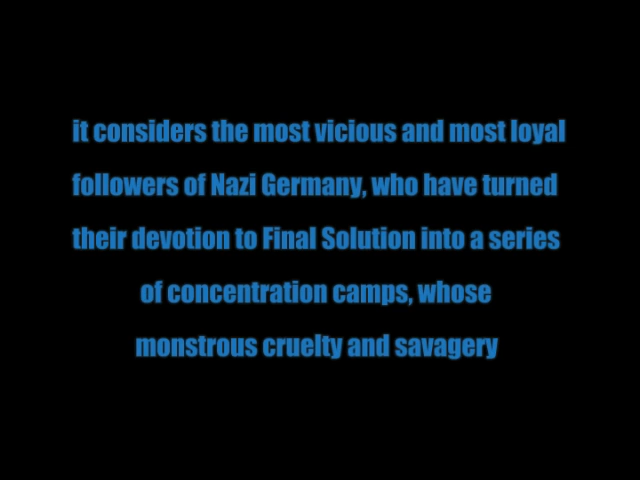 it considers the most vicious and most loyal
followers of Nazi Germany, who have turned
their devotion to Final Solution into a series
of concentration camps, whose
monstrous cruelty and savagery